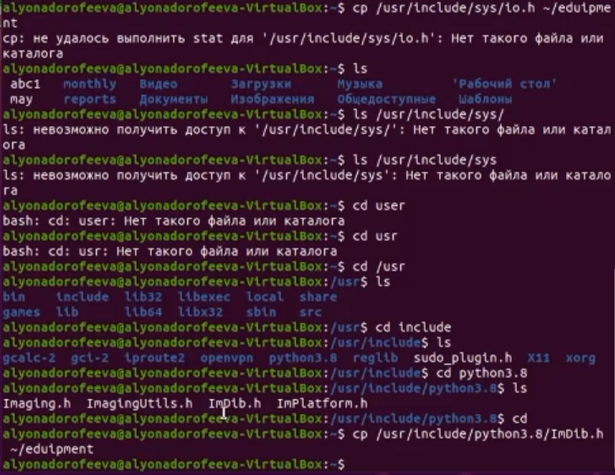 alyonadorofeeva@alyonadorofeeva-VirtualBox:~$ cp /usr/include/sys/io.h ~/eduipme
nt
cp: не удалось выполнить stat для '/usr/include/sys/io.h': Нет такого файла или
каталога
alyonadorofeeva@alyonadorofeeva-VirtualBox:~$ ls
abc1 monthly Видео Загрузки Музыка 'Рабочий стол'
may reports Документы Изображения Общедоступные Шаблоны
alyonadorofeeva@alyonadorofeeva-VirtualBox:~$ ls /usr/include/sys/
ls: невозможно получить доступ к '/usr/include/sys/': Нет такого файла или катал
ога
alyonadorofeeva@alyonadorofeeva-VirtualBox:~$ ls /usr/include/sys
ls: невозможно получить доступ к '/usr/include/sys': Нет такого файла или катало
га
alyonadorofeeva@alyonadorofeeva-VirtualBox:~$ cd user
bash: cd: user: Нет такого файла или каталога
alyonadorofeeva@alyonadorofeeva-VirtualBox:~$ cd usr
bash: cd: usr: Нет такого файла или каталога
alyonadorofeeva@alyonadorofeeva-VirtualBox:~$ cd /usr
alyonadorofeeva@alyonadorofeeva-VirtualBox:/usr$ ls
bin include lib32 libexec local share
games lib lib64 libx32 sbin src
alyonadorofeeva@alyonadorofeeva-VirtualBox:/usr$ cd include
alyonadorofeeva@alyonadorofeeva-VirtualBox:/usr/include$ ls
gcalc-2 gci-2 iproute2 openvpn python3.8 reglib sudo_plugin.h X11 xorg
alyonadorofeeva@alyonadorofeeva-VirtualBox:/usr/include$ cd python3.8
alyonadorofeeva@alyonadorofeeva-VirtualBox:/usr/include/python3.8$ ls
Imaging.h ImagingUtils.h ImDib.h ImPlatform.h
alyonadorofeeva@alyonadorofeeva-VirtualBox:/usr/include/python3.8$ cd
alyonadorofeeva@alyonadorofeeva-VirtualBox:~$ cp /usr/include/python3.8/ImDib.h
~/eduipment
alyonadorofeeva@alyonadorofeeva-VirtualBox:~$